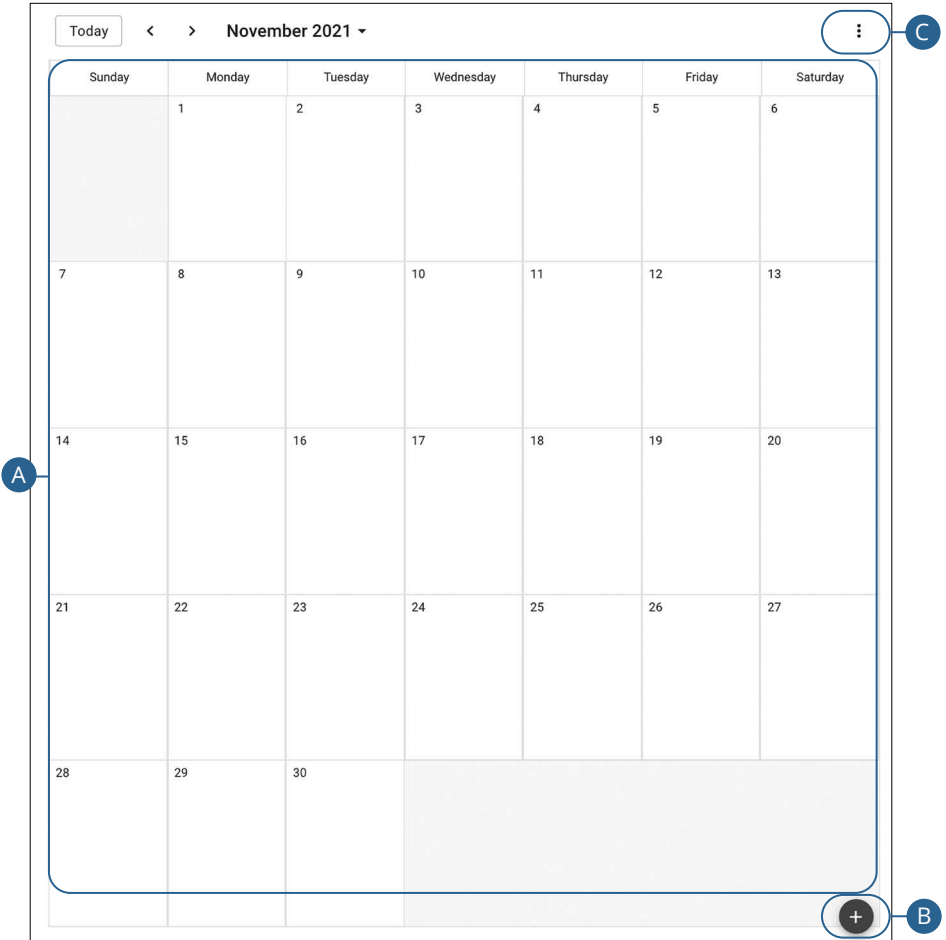 Today < > November 2021 C
Sunday Monday Tuesday Wednesday Thursday Friday Saturday
1 2 3 4 5 6
7 8 9 10 11 12 13
14 15 16 17 18 19 20
A
21 22 23 24 25 26 27
28 29 30
+ B